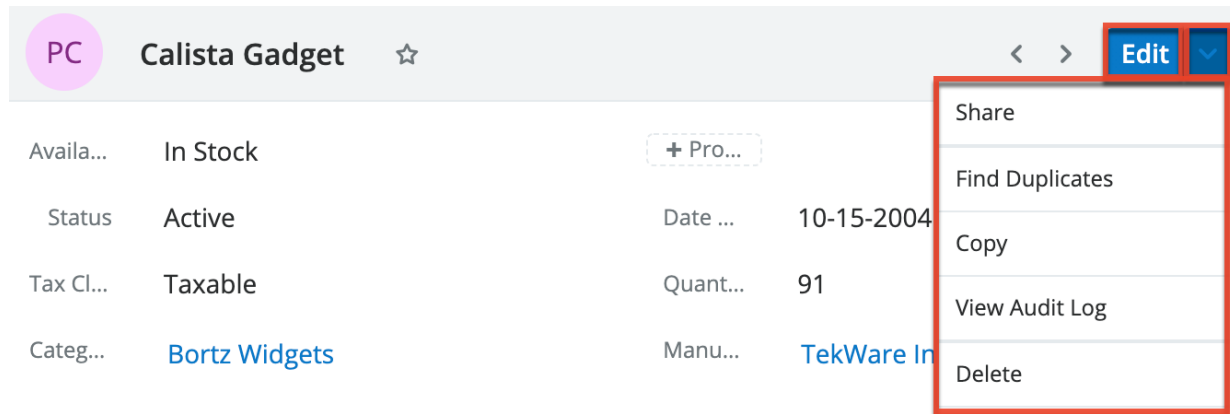 PC Calista Gadget Edit
Share
Availa... In Stock + Pro...
Find Duplicates
Status Active Date ... 10-15-2004
Copy
Tax Cl... Taxable Quant... 91
View Audit Log
Categ... Bortz Widgets Manu... TekWare In
Delete